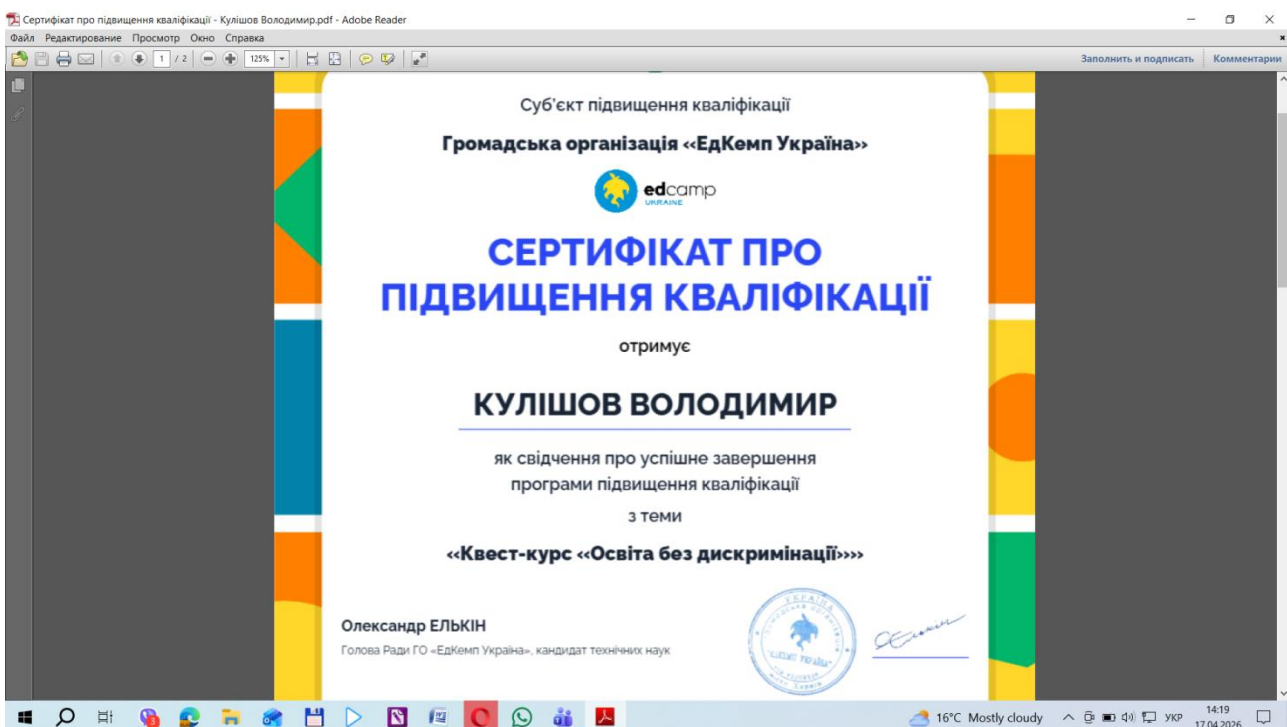 Сертифікат про підвищення кваліфікації - Кулішов Володимир.pdf - Adobe Reader
Файл Редактирование Просмотр Окно Справка
1 / 2 125% Заполнить и подписать Комментарии
Суб'єкт підвищення кваліфікації
Громадська організація «ЕдКемп Україна»
edcamp
UKRAINE
СЕРТИФІКАТ ПРО
ПІДВИЩЕННЯ КВАЛІФІКАЦІЇ
отримує
КУЛІШОВ ВОЛОДИМИР
як свідчення про успішне завершення
програми підвищення кваліфікації
з теми
«Квест-курс «Освіта без дискримінації»»
УКРАЇНА
Олександр ЕЛЬКІН
Голова Ради ГО «ЕдКемп Україна», кандидат технічних наук
16°C Mostly cloudy УКР 14:19
17.04.2026